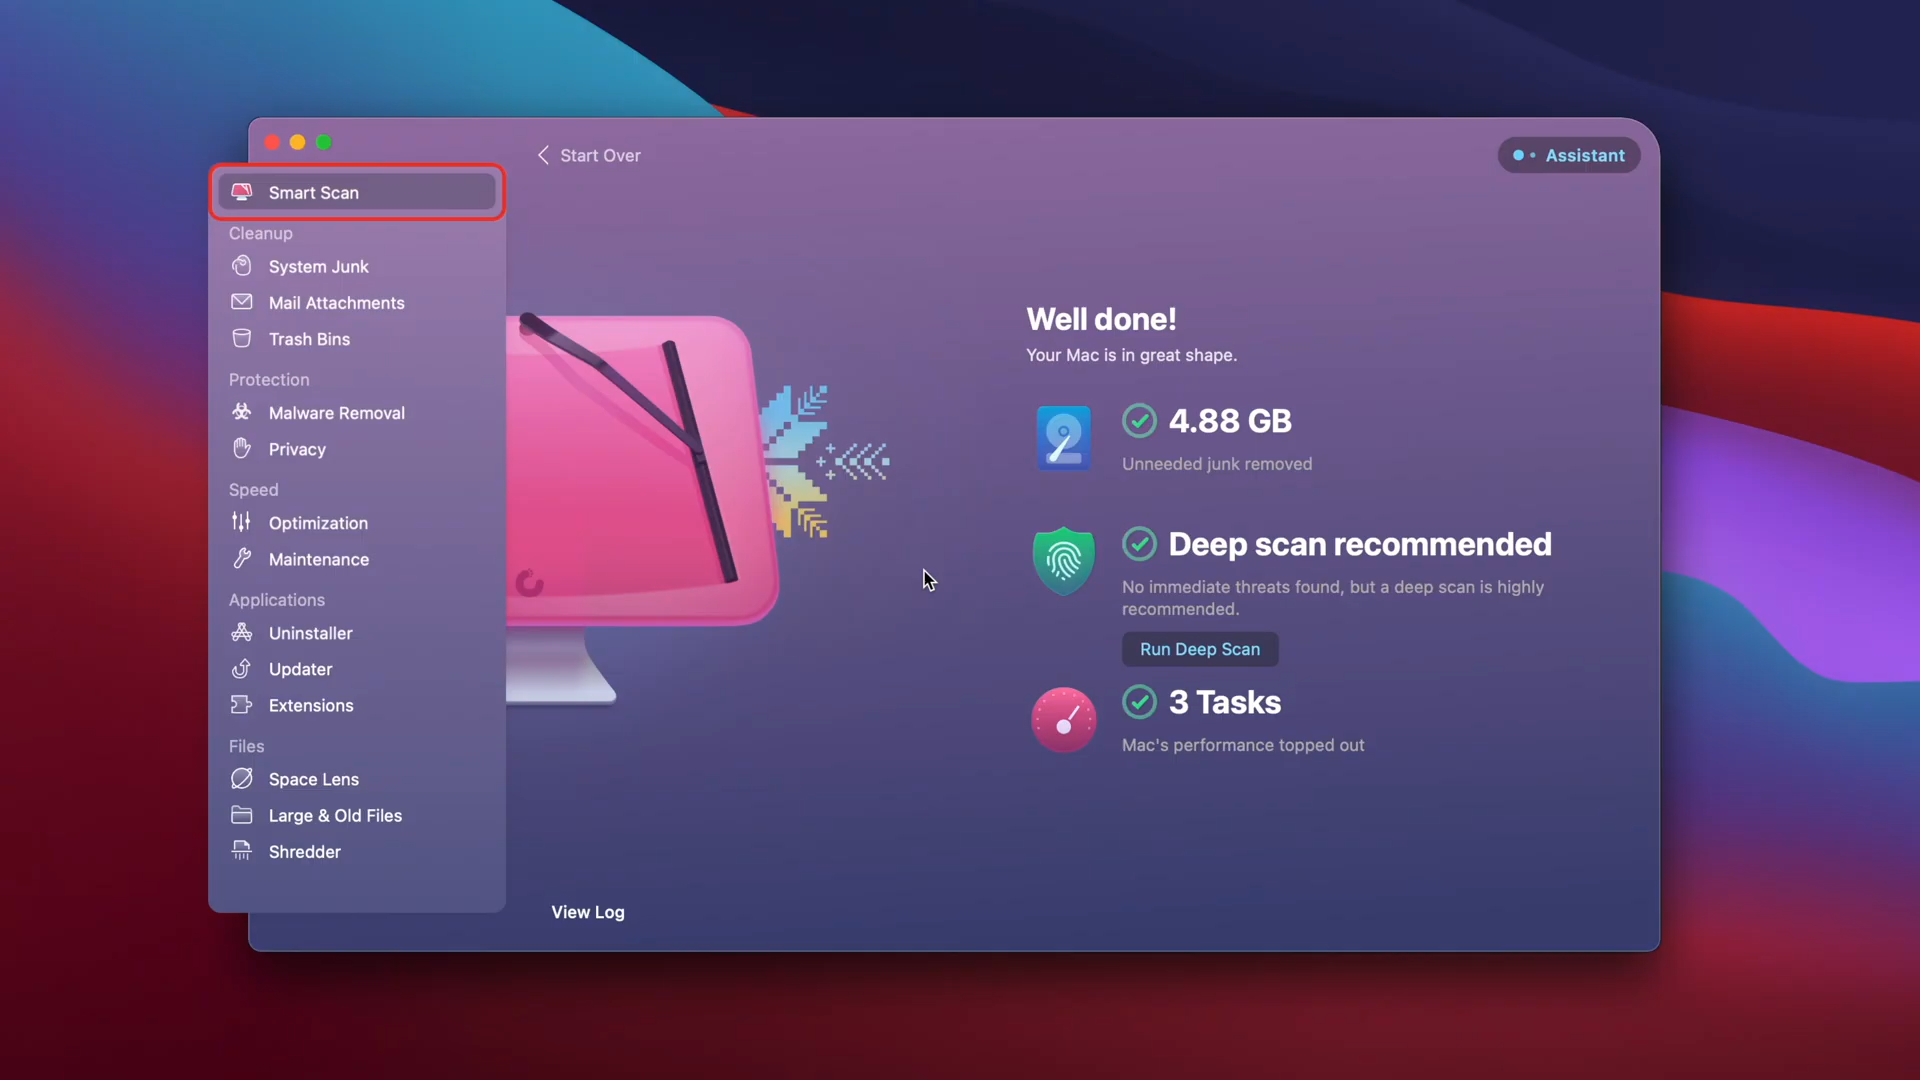 Start Over
Assistant
Smart Scan
Cleanup
System Junk
Mail Attachments
Trash Bins
Protection
Malware Removal
Privacy
Speed
Optimization
Maintenance
Applications
Uninstaller
Updater
Extensions
Files
Space Lens
Large & Old Files
Shredder
Well done!
Your Mac is in great shape.
4.88 GB
Unneeded junk removed
Deep scan recommended
No immediate threats found, but a deep scan is highly
recommended.
Run Deep Scan
3 Tasks
Mac's performance topped out
View Log